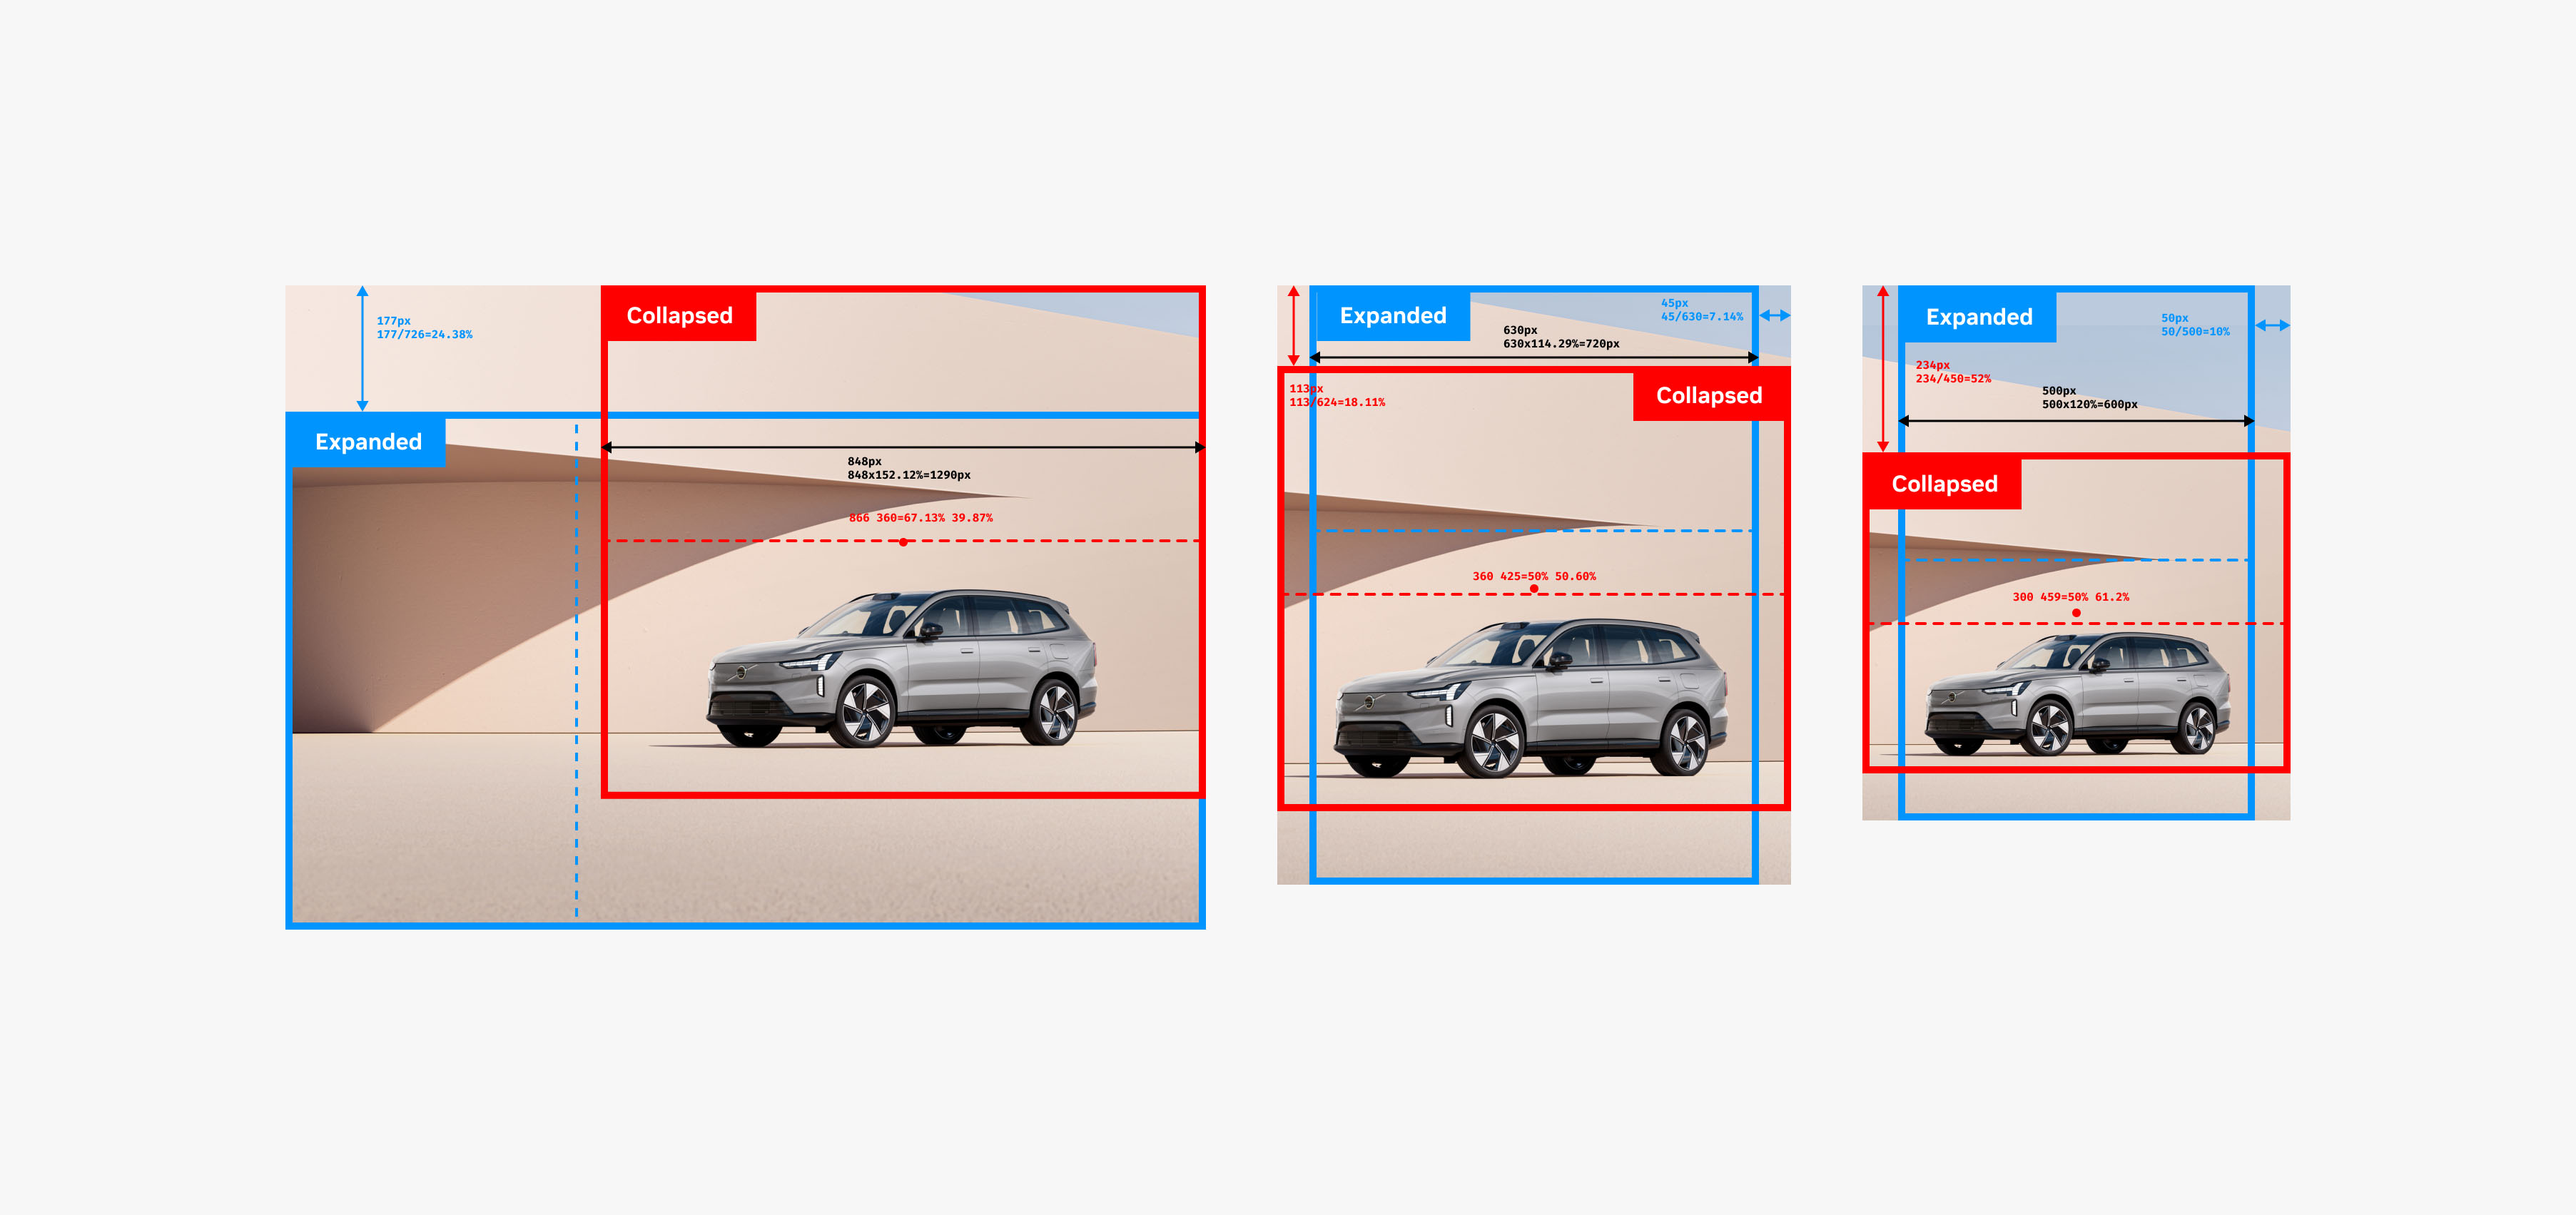 177px
177/726=24.38%
Collapsed
Expanded
848px
848x152.12%=1290px
866 360=67.13% 39.87%
Expanded
45px
45/630=7.14%
630px
630x114.29%=720px
113px
113/624=18.11%
Collapsed
360 425=50% 50.60%
Expanded
50px
50/500=10%
234px
234/450=52%
500px
500x120%=600px
Collapsed
300 459=50% 61.2%